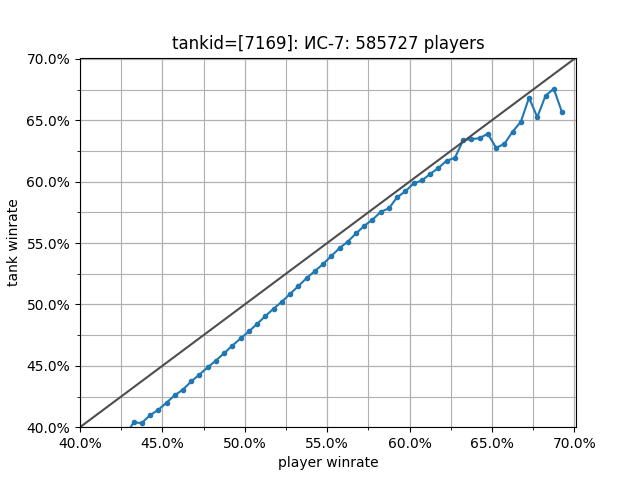 tankid=[7169]: ИС-7: 585727 players
70.0%
65.0%
60.0%
55.0%
50.0%
45.0%
40.0%
tank winrate
40.0% 45.0% 50.0% 55.0% 60.0% 65.0% 70.0%
player winrate